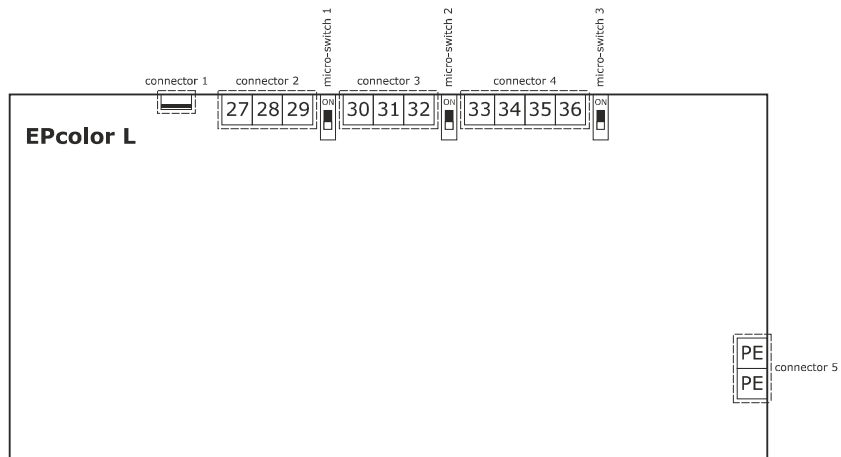 micro-switch 1
micro-switch 2
micro-switch 3
connector 1
connector 2
connector 3
connector 4
27 28 29 ON 30 31 32 ON 33 34 35 36 ON
EPcolor L
PE
connector 5
PE